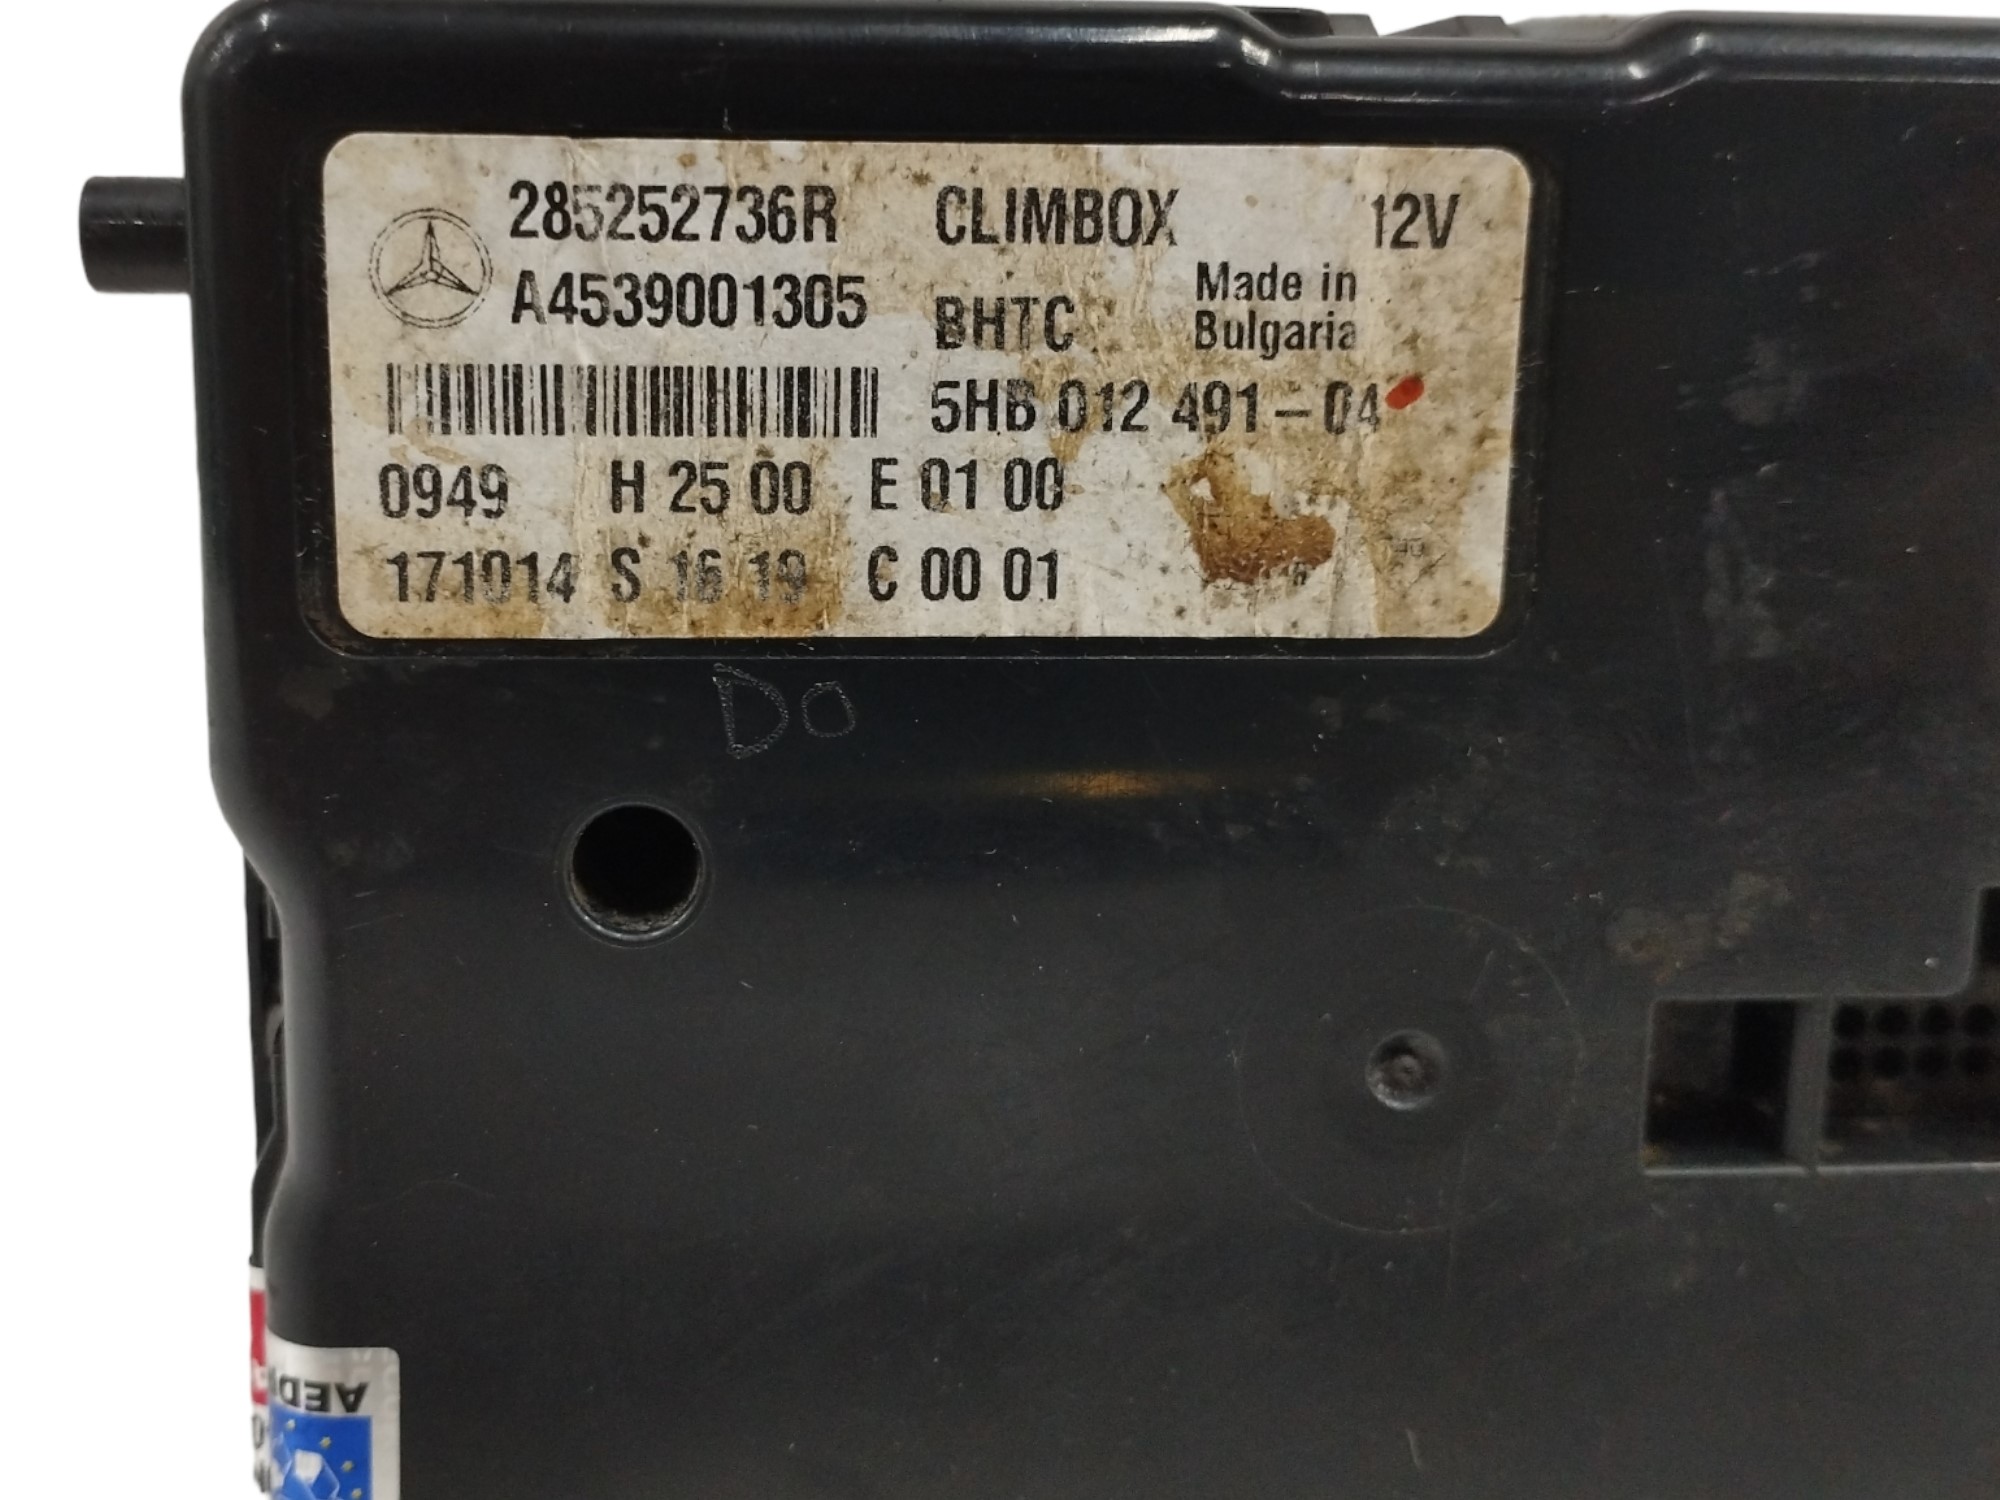 285252736R CLIMBOX 12V
A4539001305 BHTC Made in
Bulgaria
5HB 012 491-04
0949 H 25 00 E 01 00
171014 S 16 19 C 00 01
DO